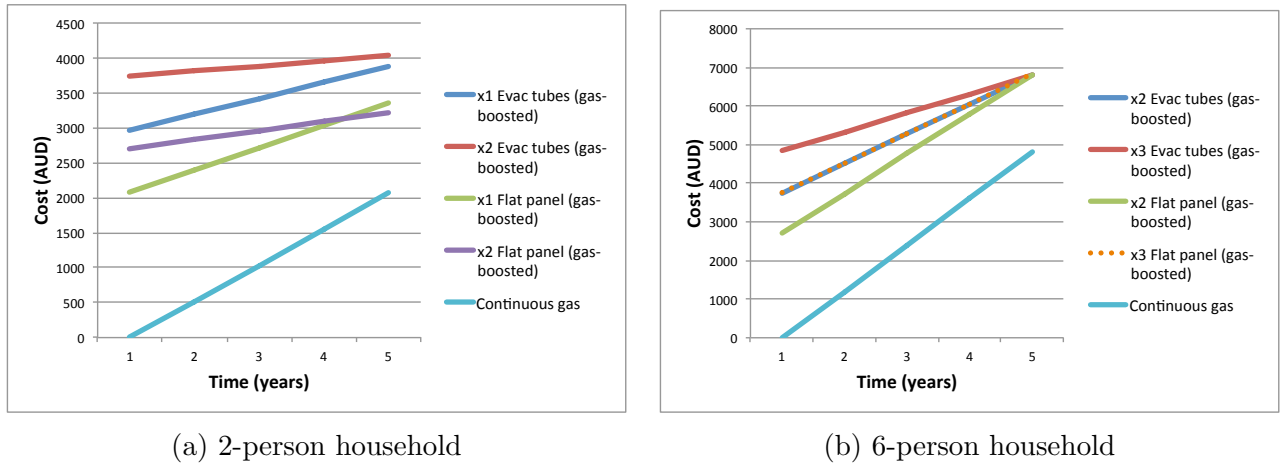 4500
4000
3500
3000
2500
2000
1500
1000
500
0
Cost (AUD)
1 2 3 4 5
Time (years)
x1 Evac tubes (gas-
boosted)
x2 Evac tubes (gas-
boosted)
x1 Flat panel (gas-
boosted)
x2 Flat panel (gas-
boosted)
Continuous gas
(a) 2-person household
8000
7000
6000
5000
4000
3000
2000
1000
0
Cost (AUD)
1 2 3 4 5
Time (years)
x2 Evac tubes (gas-
boosted)
x3 Evac tubes (gas-
boosted)
x2 Flat panel (gas-
boosted)
x3 Flat panel (gas-
boosted)
Continuous gas
(b) 6-person household